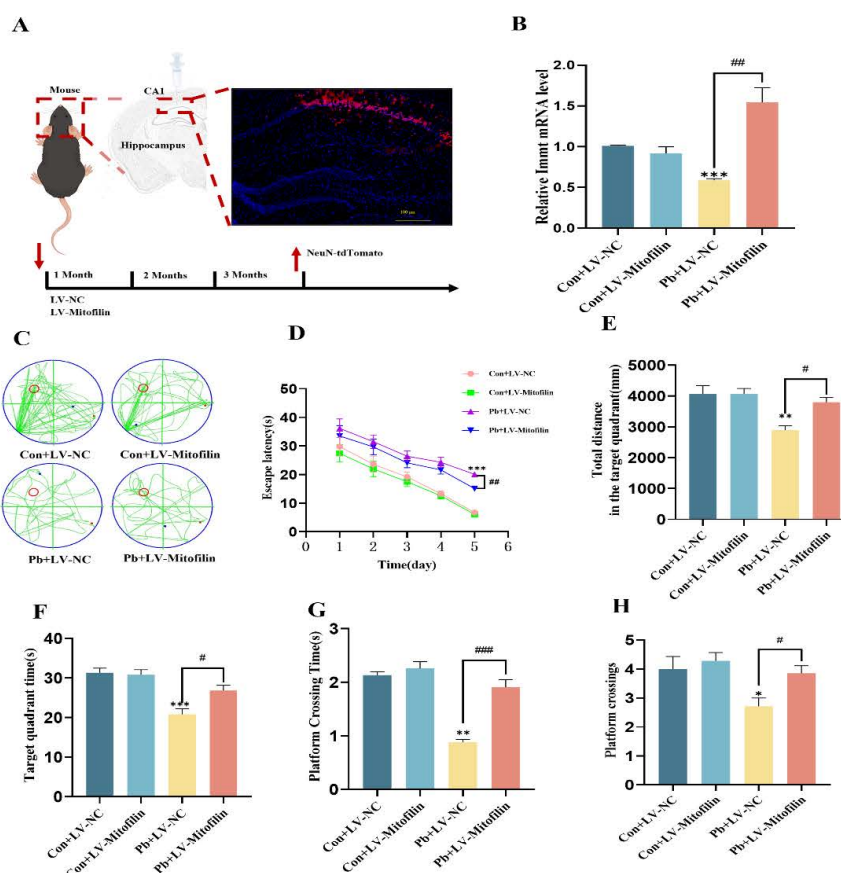 A
Mouse
CA1
Hippocampus
100 μm
NeuN-tdTomato
1 Month
2 Months
3 Months
LV-NC
LV-Mitofilin
B
Relative Immt mRNA level
2.0
1.5
1.0
0.5
0.0
***
##
Con+LV-NC
Con+LV-Mitofilin
Pb+LV-NC
Pb+LV-Mitofilin
C
Con+LV-NC
Con+LV-Mitofilin
Pb+LV-NC
Pb+LV-Mitofilin
D
Escape latency(s)
50
40
30
20
10
0
0 1 2 3 4 5 6
Time(day)
Con+LV-NC
Con+LV-Mitofilin
Pb+LV-NC
Pb+LV-Mitofilin
***
##
E
Total distance
in the target quadrant(mm)
5000
4000
3000
2000
1000
0
**
#
Con+LV-NC
Con+LV-Mitofilin
Pb+LV-NC
Pb+LV-Mitofilin
F
Target quadrant time(s)
40
30
20
10
0
***
#
Con+LV-NC
Con+LV-Mitofilin
Pb+LV-NC
Pb+LV-Mitofilin
G
Platform Crossing Time(s)
3
2
1
0
**
###
Con+LV-NC
Con+LV-Mitofilin
Pb+LV-NC
Pb+LV-Mitofilin
H
Platform crossings
5
4
3
2
1
0
*
#
Con+LV-NC
Con+LV-Mitofilin
Pb+LV-NC
Pb+LV-Mitofilin